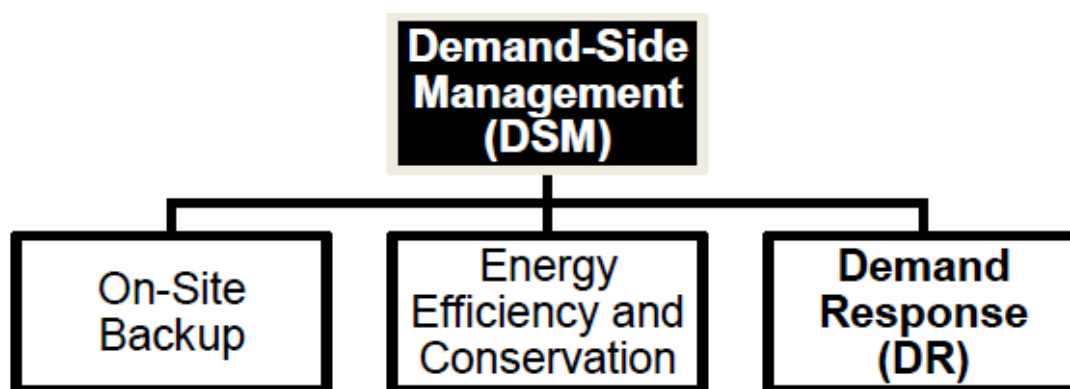 Demand-Side
Management
(DSM)
On-Site
Backup
Energy
Efficiency and
Conservation
Demand
Response
(DR)